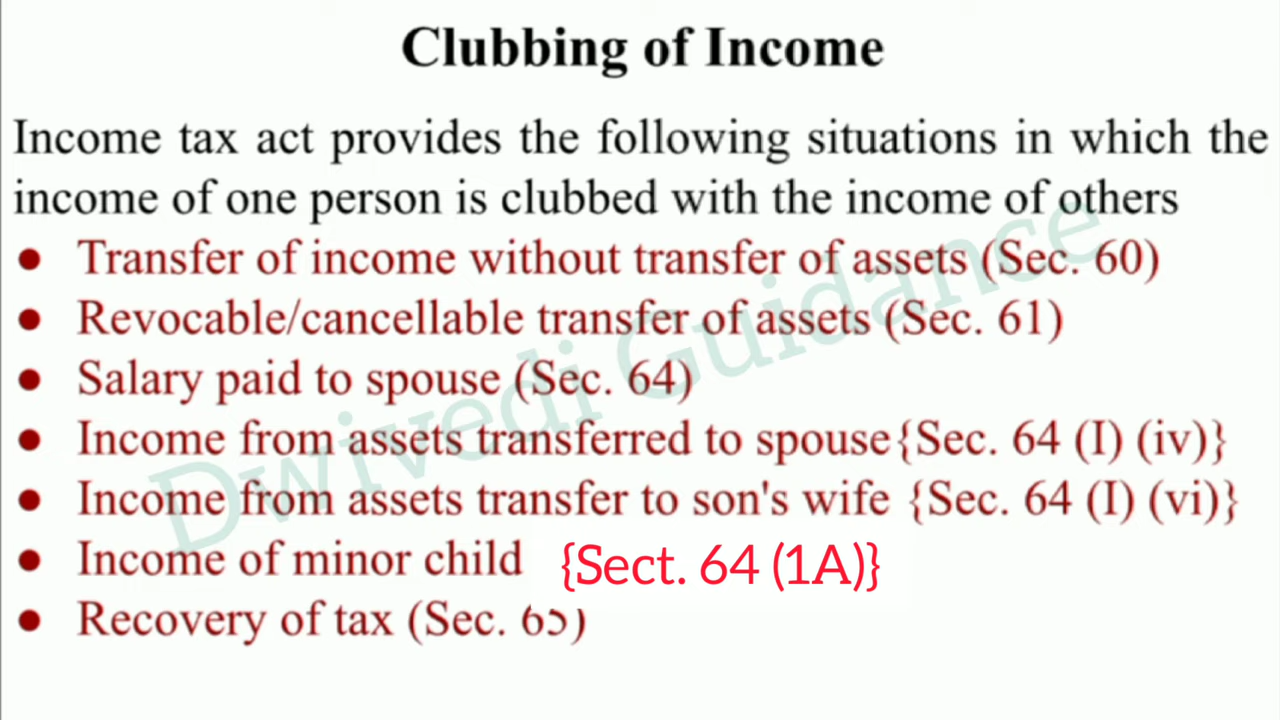 Clubbing of Income
Income tax act provides the following situations in which the
income of one person is clubbed with the income of others
● Transfer of income without transfer of assets (Sec. 60)
● Revocable/cancellable transfer of assets (Sec. 61)
● Salary paid to spouse (Sec. 64)
● Income from assets transferred to spouse{Sec. 64 (I) (iv)}
● Income from assets transfer to son's wife {Sec. 64 (I) (vi)}
● Income of minor child {Sect. 64 (1A)}
● Recovery of tax (Sec. 65)
Dwivedi Guidance